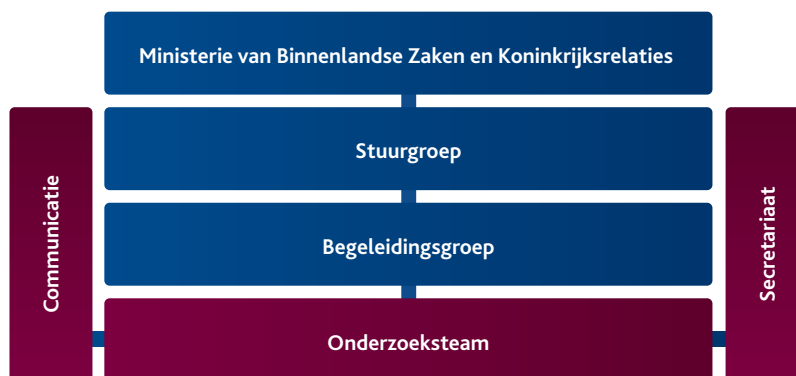 Ministerie van Binnenlandse Zaken en Koninkrijksrelaties
Stuurgroep
Begeleidingsgroep
Onderzoeksteam
Communicatie
Secretariaat